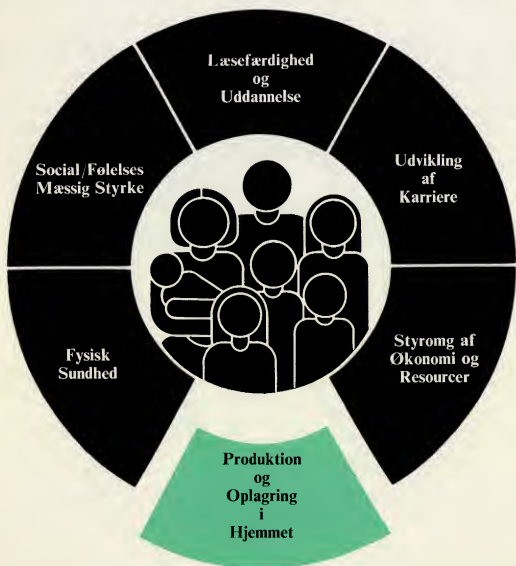 Læsefærdighed
og
Uddannelse
Udvikling
af
Karriere
Styromg af
Økonomi og
Resourcer
Produktion
og
Oplagring
i
Hjemmet
Fysisk
Sundhed
Social/Følelses
Mæssig Styrke